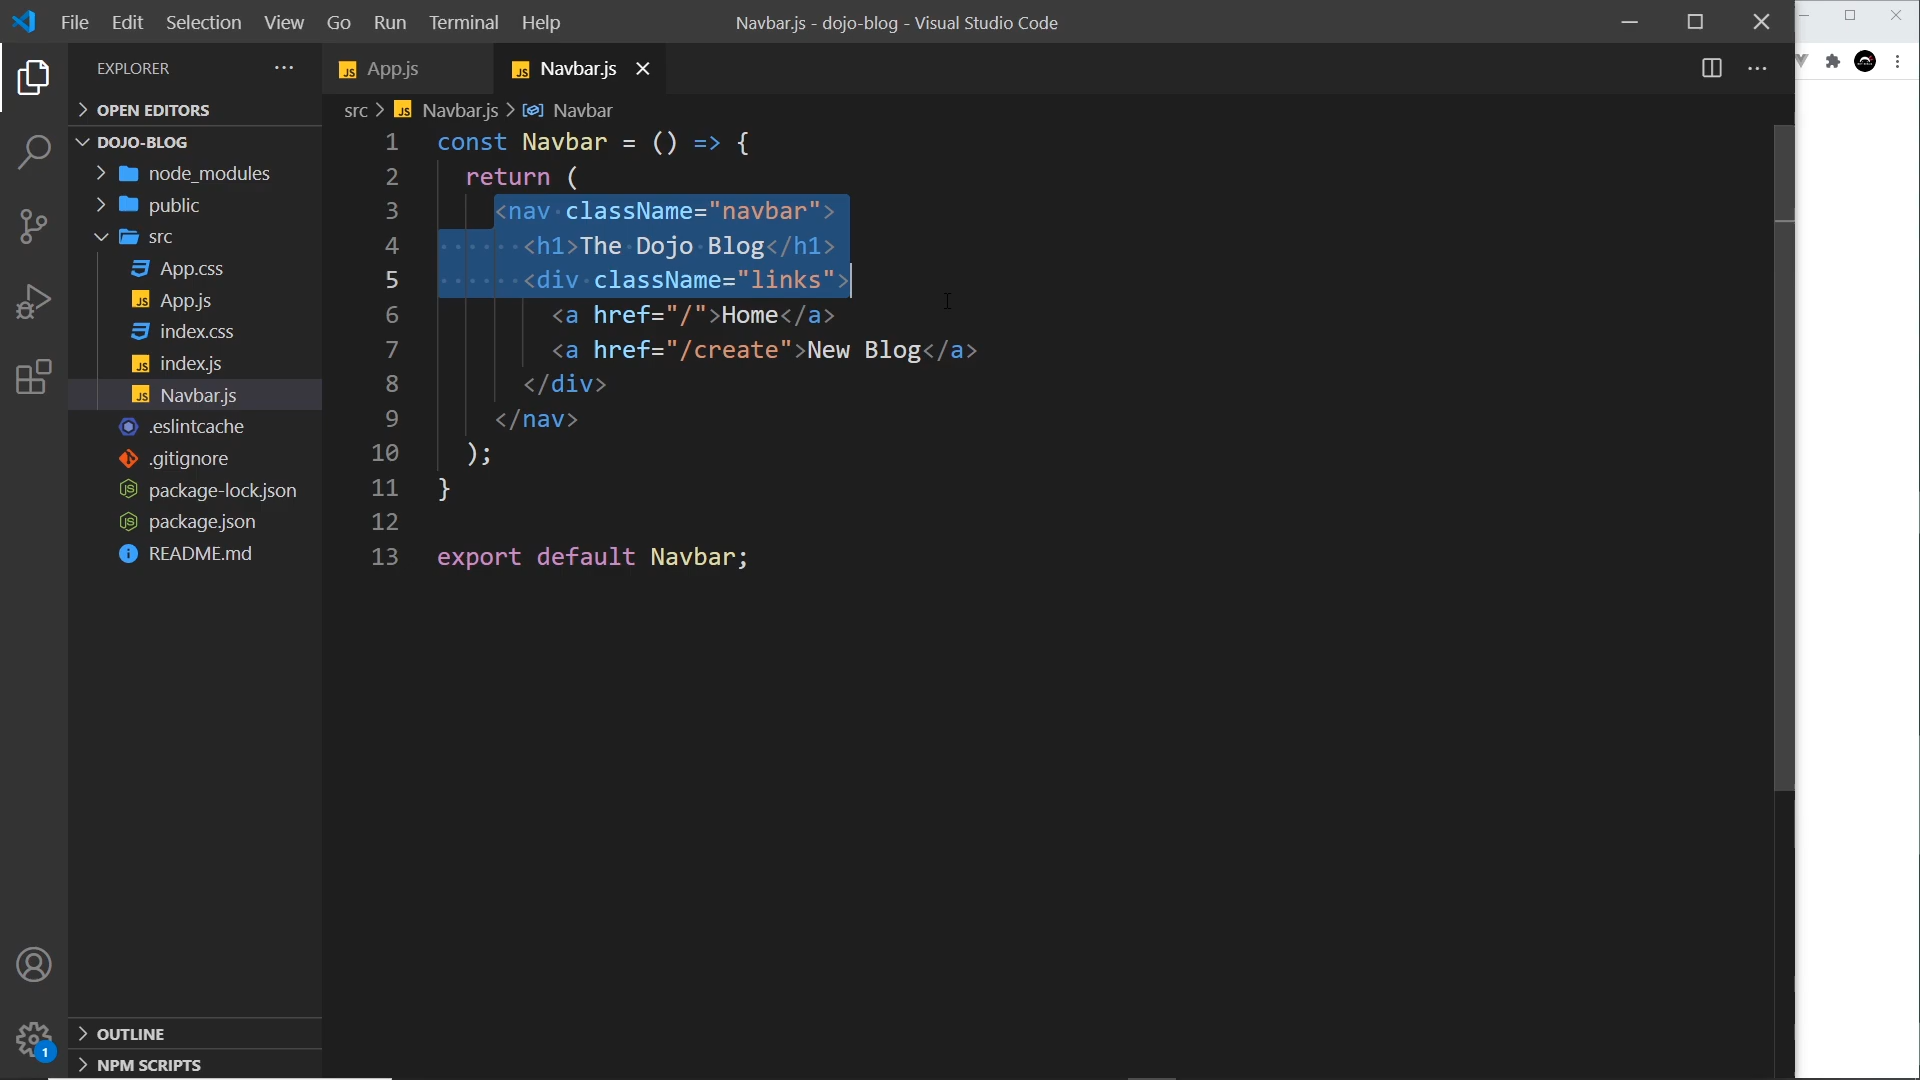 File Edit Selection View Go Run Terminal Help
Navbar.js - dojo-blog - Visual Studio Code
EXPLORER
OPEN EDITORS
DOJO-BLOG
node_modules
public
src
App.css
App.js
index.css
index.js
Navbar.js
.eslintcache
.gitignore
package-lock.json
package.json
README.md
OUTLINE
NPM SCRIPTS
1
App.js
Navbar.js
src > Navbar.js > Navbar
1 const Navbar = () => {
2 return (
3 <nav className="navbar">
4 <h1>The Dojo Blog</h1>
5 <div className="links">
6 <a href="/">Home</a>
7 <a href="/create">New Blog</a>
8 </div>
9 </nav>
10 );
11 }
12
13 export default Navbar;